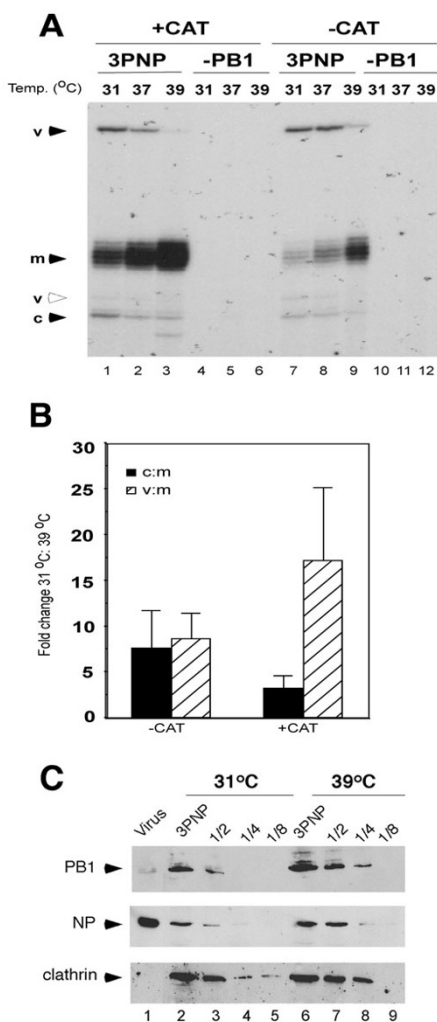 A
+CAT -CAT
3PNP -PB1 3PNP -PB1
Temp. (°C) 31 37 39 31 37 39 31 37 39 31 37 39
v
m
v
c
1 2 3 4 5 6 7 8 9 10 11 12
B
30
25
20
15
10
5
0
Fold change 31 °C: 39 °C
c:m
v:m
-CAT +CAT
C
31°C 39°C
Virus 3PNP 1/2 1/4 1/8 3PNP 1/2 1/4 1/8
PB1
NP
clathrin
1 2 3 4 5 6 7 8 9